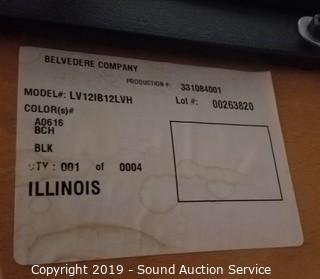 BELVEDERE COMPANY
PRODUCTION #: 331084001
MODEL#: LV12IB12LVH Lot #: 00263820
COLOR(s)#
A0616
BCH
BLK
QTY: 001 of 0004
ILLINOIS
Copyright © 2019 - Sound Auction Service